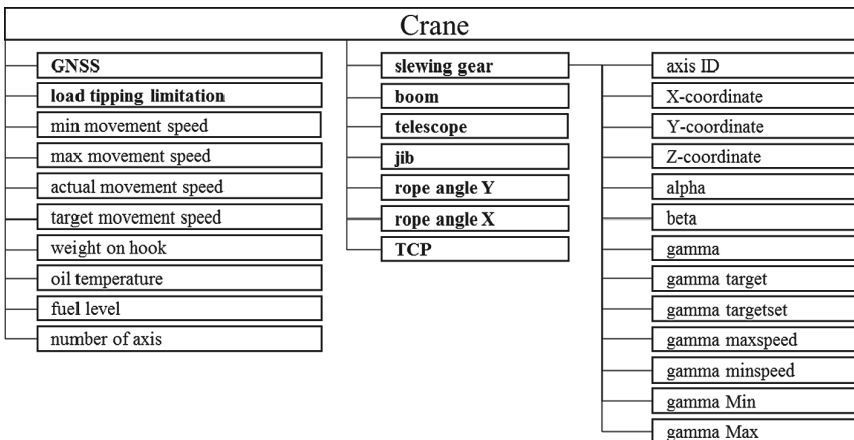 Crane
GNSS
load tipping limitation
min movement speed
max movement speed
actual movement speed
target movement speed
weight on hook
oil temperature
fuel level
number of axis
slewing gear
boom
telescope
jib
rope angle Y
rope angle X
TCP
axis ID
X-coordinate
Y-coordinate
Z-coordinate
alpha
beta
gamma
gamma target
gamma targetset
gamma maxspeed
gamma minspeed
gamma Min
gamma Max